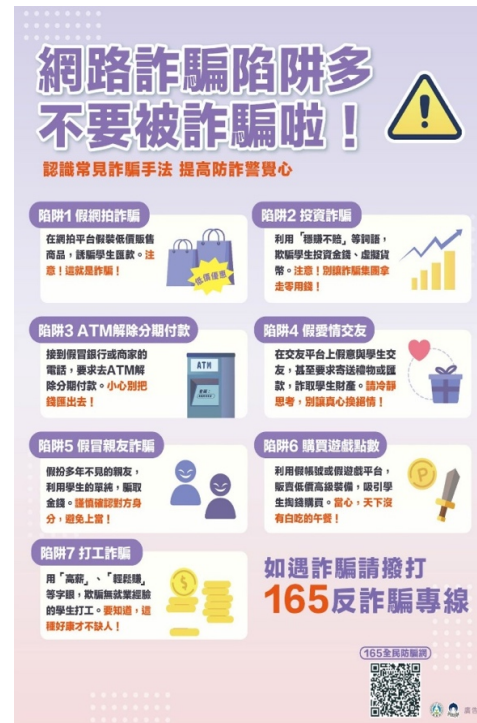 網路詐騙陷阱多
不要被詐騙啦！
認識常見詐騙手法 提高防詐警覺心
陷阱1 假網拍詐騙
在網拍平台假裝低價販售
商品，誘騙學生匯款。注
意！這就是詐騙！
低價優惠
陷阱2 投資詐騙
利用「穩賺不賠」等詞語，
欺騙學生投資金錢、虛擬貨
幣。注意！別讓詐騙集團拿
走零用錢！
陷阱3 ATM解除分期付款
接到假冒銀行或商家的
電話，要求去ATM解
除分期付款。小心別把
錢匯出去！
ATM
陷阱4 假愛情交友
在交友平台上假意與學生交
友，甚至要求寄送禮物或匯
款，詐取學生財產。請冷靜
思考，別讓真心換絕情！
陷阱5 假冒親友詐騙
假扮多年不見的親友，
利用學生的單純，騙取
金錢。謹慎確認對方身
分，避免上當！
陷阱6 購買遊戲點數
利用假帳號或假遊戲平台，
販賣低價高級裝備，吸引學
生掏錢購買。當心，天下沒
有白吃的午餐！
P
陷阱7 打工詐騙
用「高薪」、「輕鬆賺」
等字眼，欺騙無就業經驗
的學生打工。要知道，這
種好康才不缺人！
$
如遇詐騙請撥打
165反詐騙專線
165全民防騙網